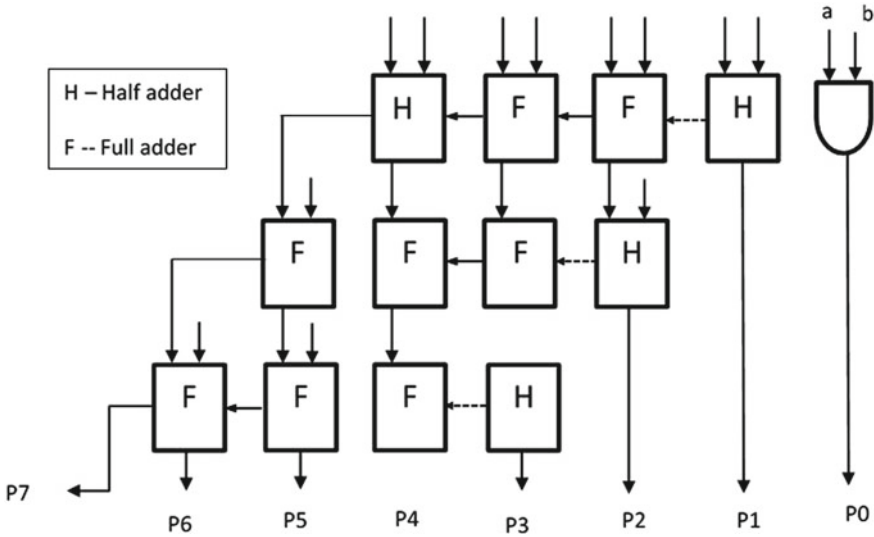 a b
H – Half adder
F -- Full adder
H F F H
F F F H
F F F H
P7 P6 P5 P4 P3 P2 P1 P0